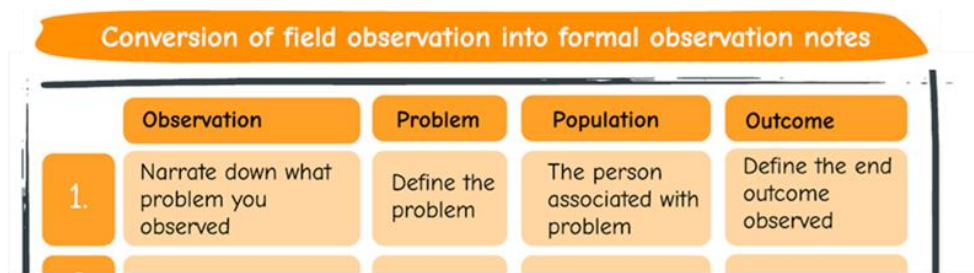 Conversion of field observation into formal observation notes
Observation
Problem
Population
Outcome
1.
Narrate down what
problem you
observed
Define the
problem
The person
associated with
problem
Define the end
outcome
observed